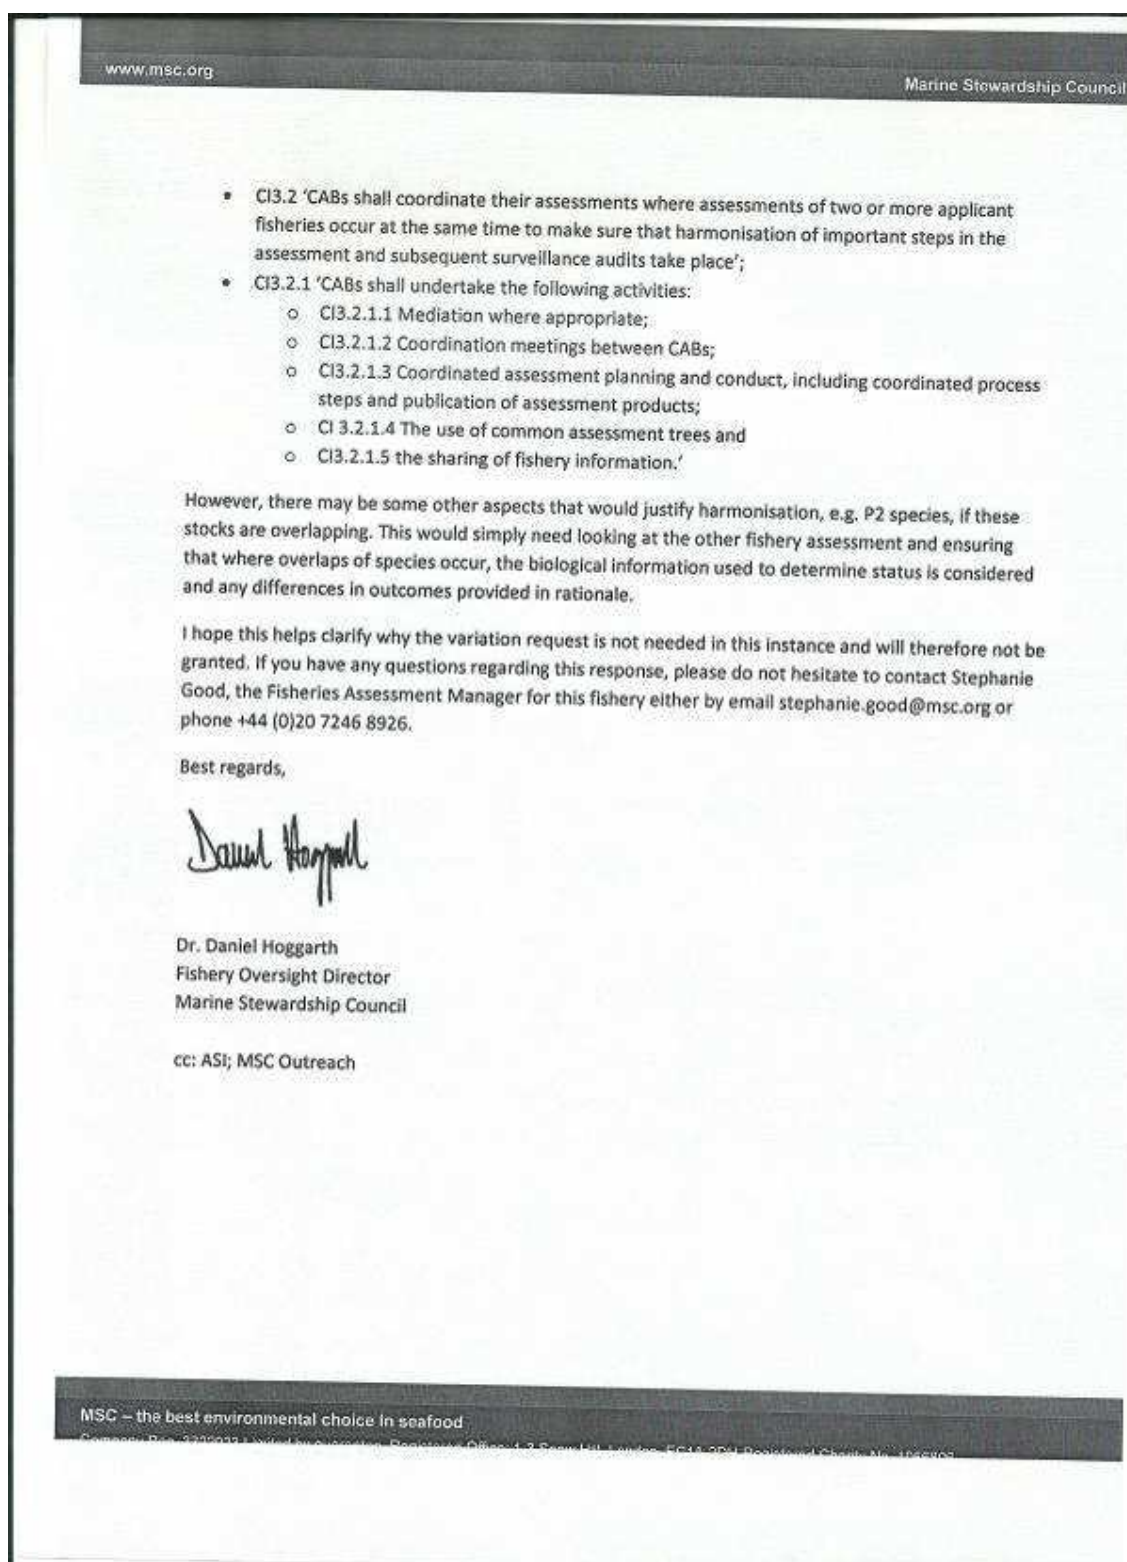 www.msc.org
Marine Stewardship Council
• CI3.2 ‘CABs shall coordinate their assessments where assessments of two or more applicant
fisheries occur at the same time to make sure that harmonisation of important steps in the
assessment and subsequent surveillance audits take place’;
• CI3.2.1 ‘CABs shall undertake the following activities:
o CI3.2.1.1 Mediation where appropriate;
o CI3.2.1.2 Coordination meetings between CABs;
o CI3.2.1.3 Coordinated assessment planning and conduct, including coordinated process
steps and publication of assessment products;
o CI 3.2.1.4 The use of common assessment trees and
o CI3.2.1.5 the sharing of fishery information.’
However, there may be some other aspects that would justify harmonisation, e.g. P2 species, if these
stocks are overlapping. This would simply need looking at the other fishery assessment and ensuring
that where overlaps of species occur, the biological information used to determine status is considered
and any differences in outcomes provided in rationale.
I hope this helps clarify why the variation request is not needed in this instance and will therefore not be
granted. If you have any questions regarding this response, please do not hesitate to contact Stephanie
Good, the Fisheries Assessment Manager for this fishery either by email stephanie.good@msc.org or
phone +44 (0)20 7246 8926.
Best regards,
Daniel Hoggarth
Dr. Daniel Hoggarth
Fishery Oversight Director
Marine Stewardship Council
cc: ASI; MSC Outreach
MSC – the best environmental choice in seafood